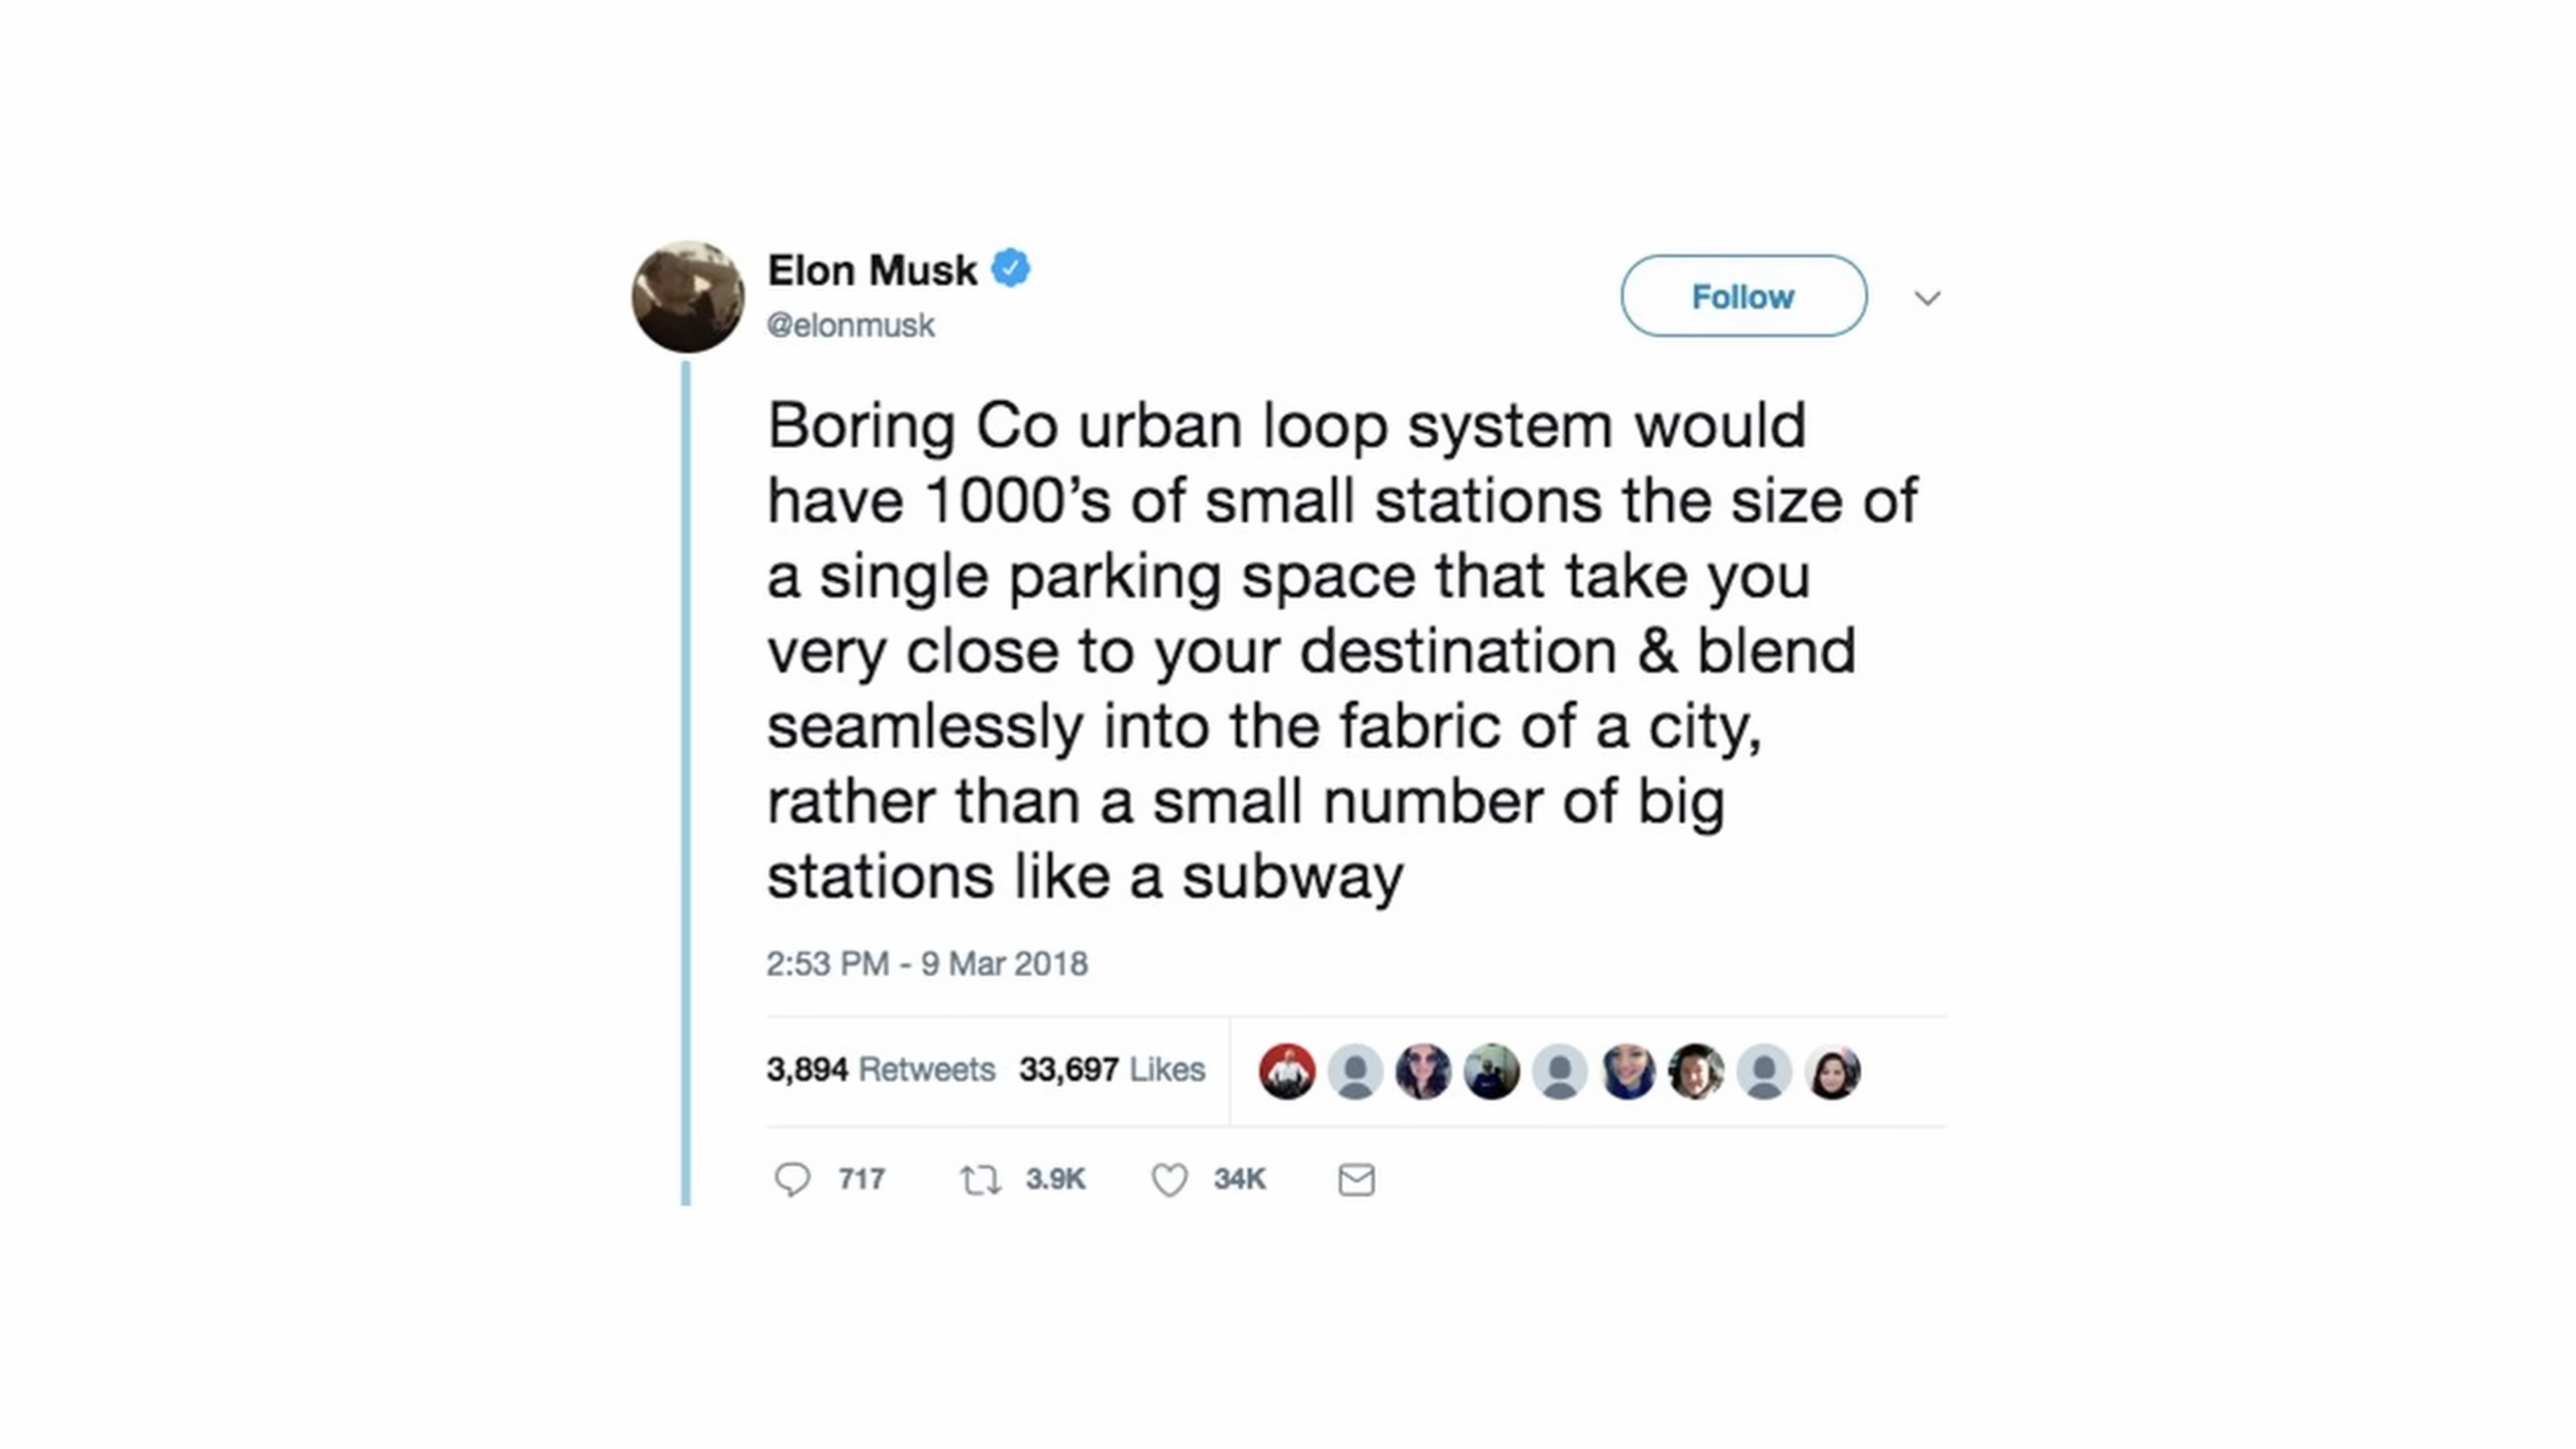 Elon Musk
@elonmusk
Follow
Boring Co urban loop system would
have 1000’s of small stations the size of
a single parking space that take you
very close to your destination & blend
seamlessly into the fabric of a city,
rather than a small number of big
stations like a subway
2:53 PM - 9 Mar 2018
3,894 Retweets 33,697 Likes
717 3.9K 34K